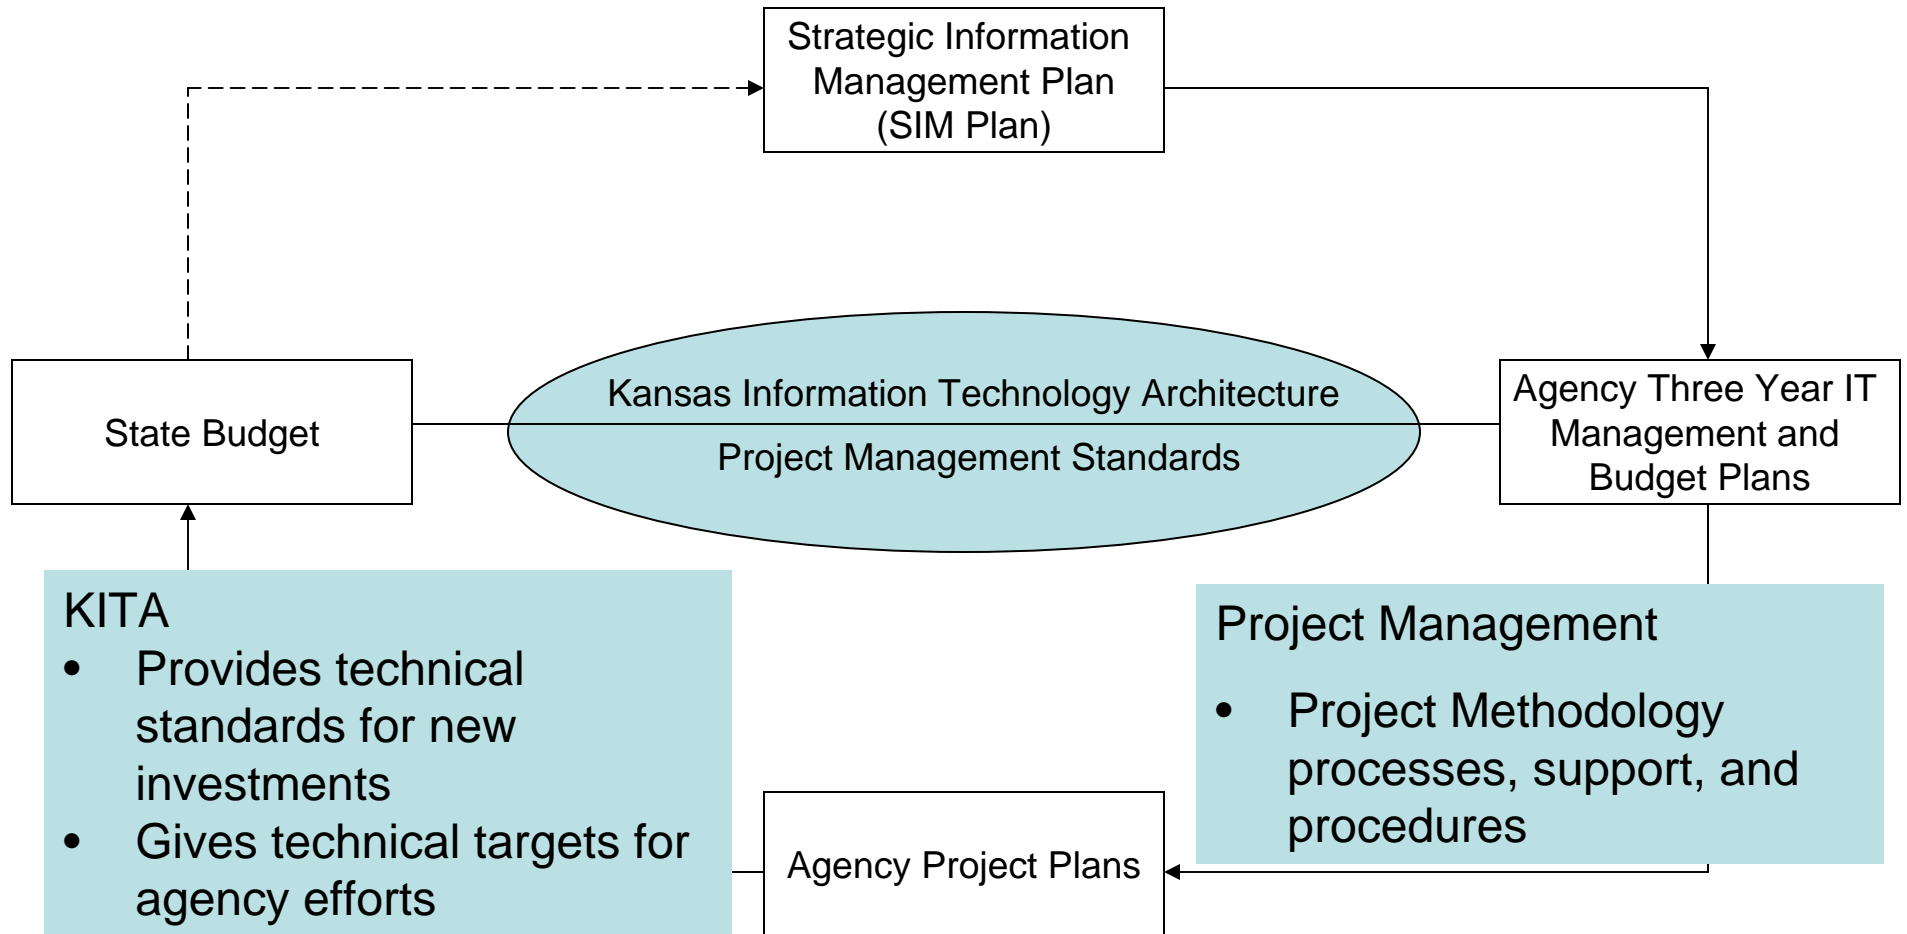 Strategic Information
Management Plan
(SIM Plan)
Kansas Information Technology Architecture
Project Management Standards
State Budget
Agency Three Year IT
Management and
Budget Plans
KITA
• Provides technical
standards for new
investments
• Gives technical targets for
agency efforts
Project Management
• Project Methodology
processes, support, and
procedures
Agency Project Plans